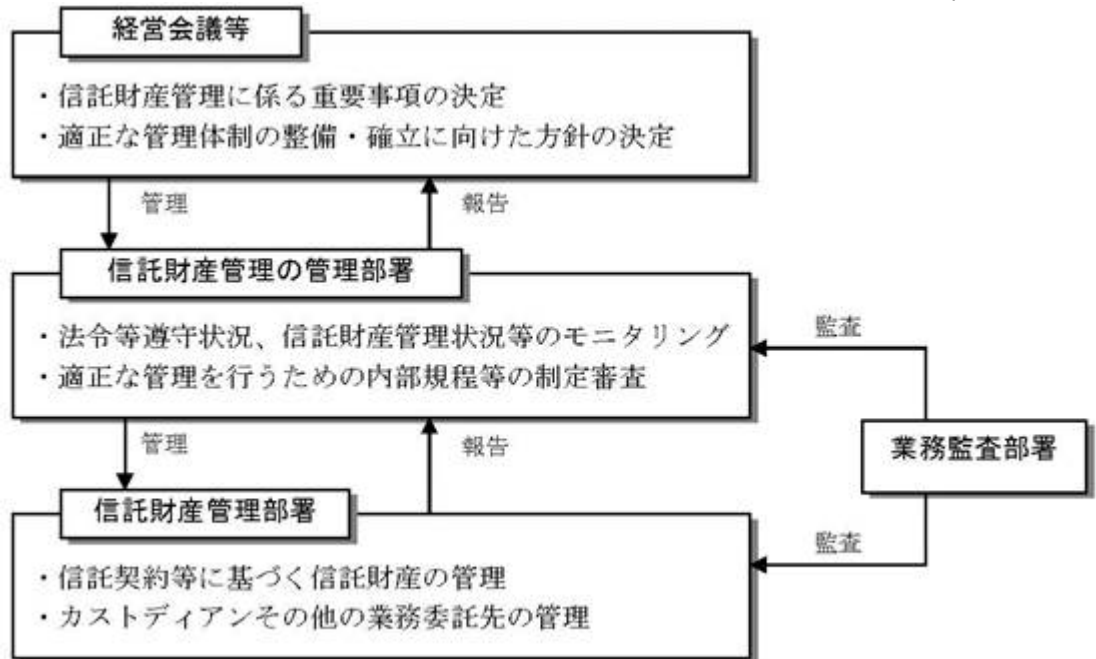 経営会議等
・信託財産管理に係る重要事項の決定
・適正な管理体制の整備・確立に向けた方針の決定
管理
報告
信託財産管理の管理部署
・法令等遵守状況、信託財産管理状況等のモニタリング
・適正な管理を行うための内部規程等の制定審査
監査
管理
報告
業務監査部署
信託財産管理部署
・信託契約等に基づく信託財産の管理
・カストディアンその他の業務委託先の管理
監査